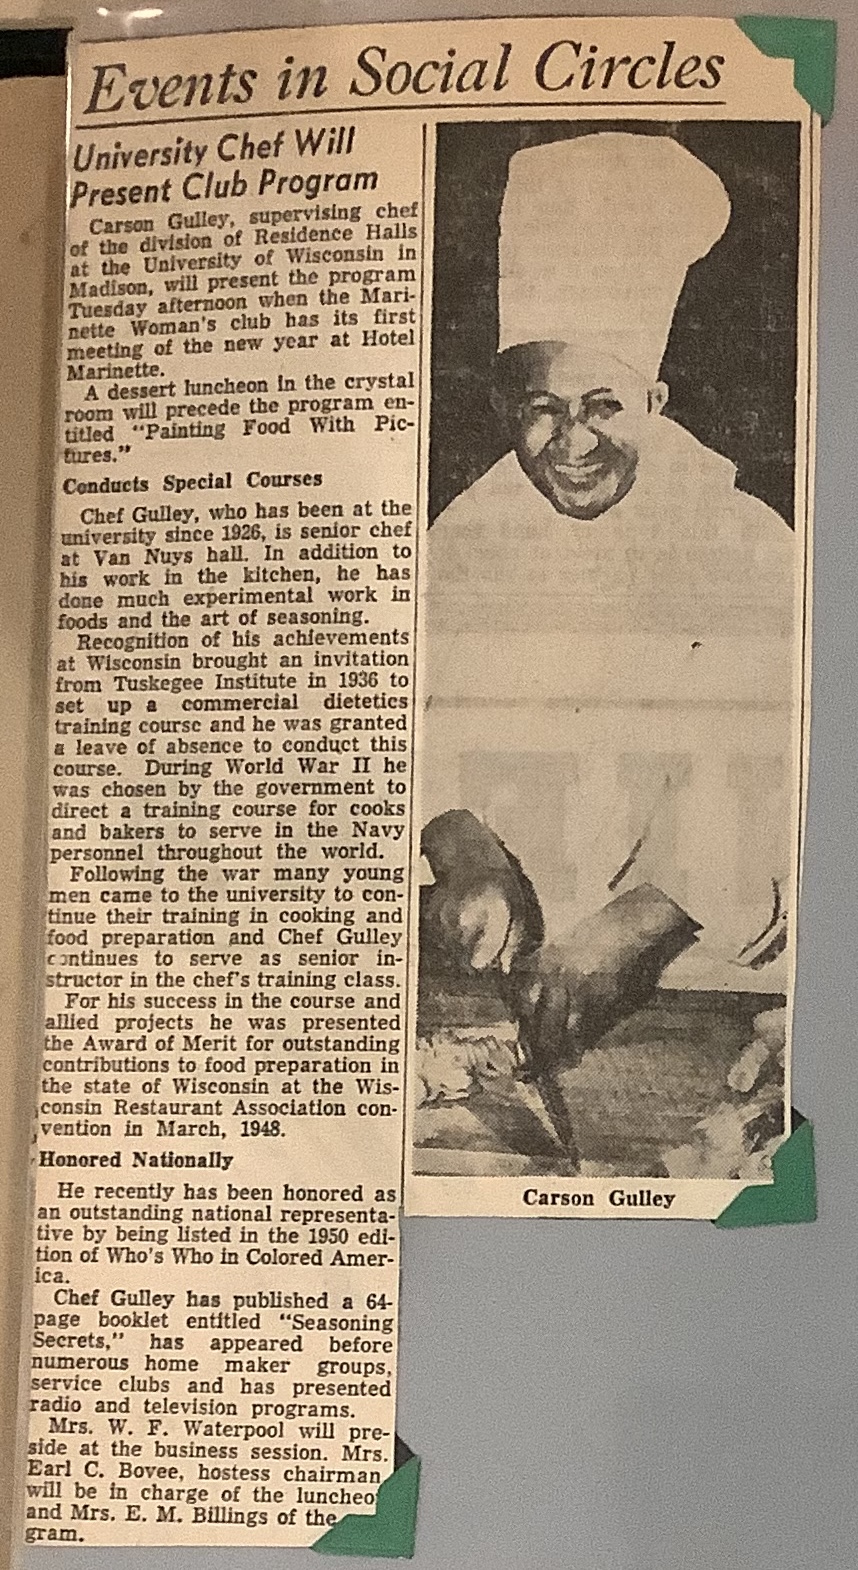 Events in Social Circles
University Chef Will
Present Club Program
Carson Gulley, supervising chef
of the division of Residence Halls
at the University of Wisconsin in
Madison, will present the program
Tuesday afternoon when the Mari-
nette Woman's club has its first
meeting of the new year at Hotel
Marinette.
A dessert luncheon in the crystal
room will precede the program en-
titled "Painting Food With Pic-
tures."
Conducts Special Courses
Chef Gulley, who has been at the
university since 1926, is senior chef
at Van Nuys hall. In addition to
his work in the kitchen, he has
done much experimental work in
foods and the art of seasoning.
Recognition of his achievements
at Wisconsin brought an invitation
from Tuskegee Institute in 1936 to
set up a commercial dietetics
training course and he was granted
a leave of absence to conduct this
course. During World War II he
was chosen by the government to
direct a training course for cooks
and bakers to serve in the Navy
personnel throughout the world.
Following the war many young
men came to the university to con-
tinue their training in cooking and
food preparation and Chef Gulley
continues to serve as senior in-
structor in the chef's training class.
For his success in the course and
allied projects he was presented
the Award of Merit for outstanding
contributions to food preparation in
the state of Wisconsin at the Wis-
consin Restaurant Association con-
vention in March, 1948.
Honored Nationally
He recently has been honored as
an outstanding national representa-
tive by being listed in the 1950 edi-
tion of Who's Who in Colored Amer-
ica.
Chef Gulley has published a 64-
page booklet entitled "Seasoning
Secrets," has appeared before
numerous home maker groups,
service clubs and has presented
radio and television programs.
Mrs. W. F. Waterpool will pre-
side at the business session. Mrs.
Earl C. Bovee, hostess chairman
will be in charge of the luncheo
and Mrs. E. M. Billings of the
gram.
Carson Gulley